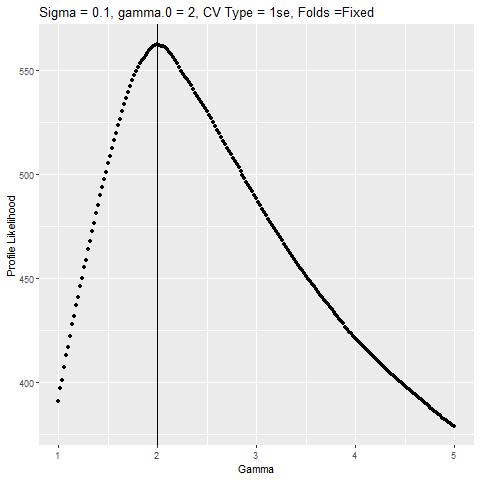 Sigma = 0.1, gamma.0 = 2, CV Type = 1se, Folds =Fixed
Profile Likelihood
550
500
450
400
1 2 3 4 5
Gamma